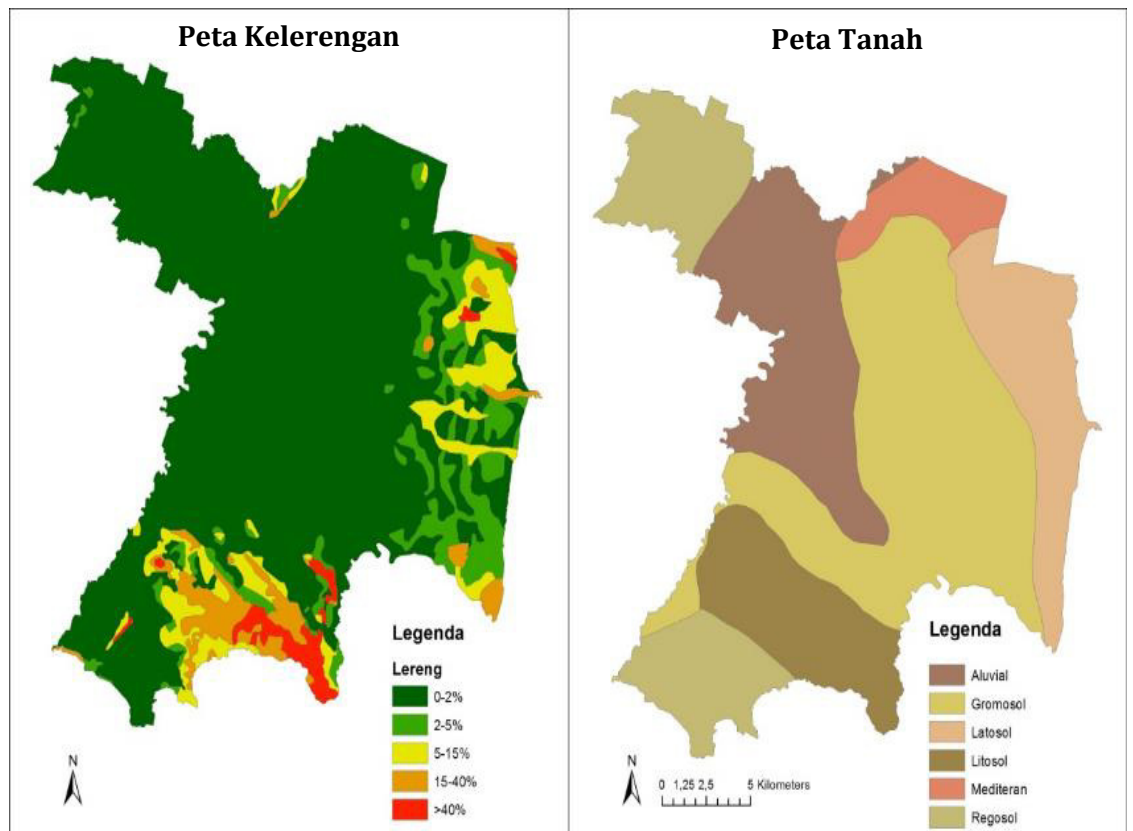 Peta Kelerengan
Legenda
Lereng
0-2%
2-5%
5-15%
15-40%
>40%
N
Peta Tanah
Legenda
Aluvial
Gromosol
Latosol
Litosol
Mediteran
Regosol
N
0 1,25 2,5 5 Kilometers